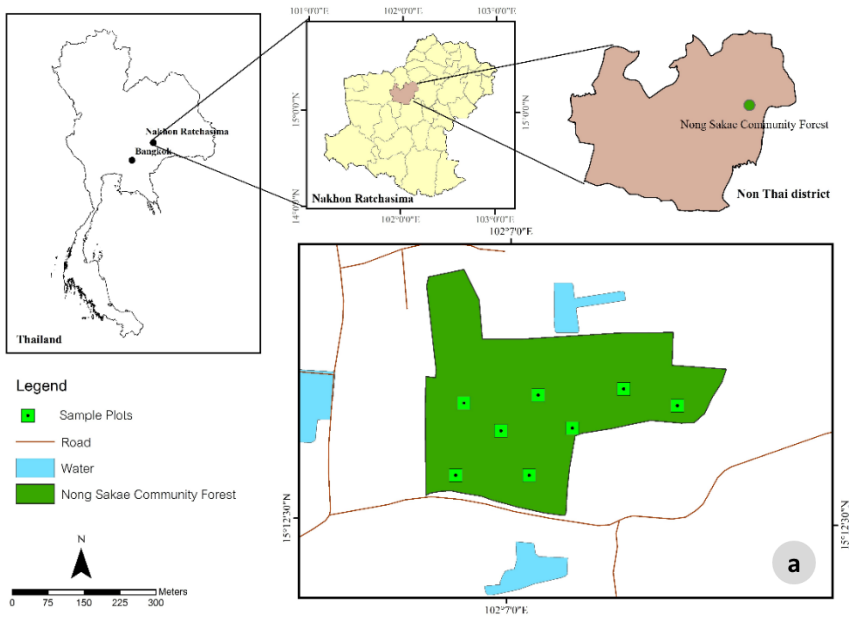 101°0'0"E
102°0'0"E
103°0'0"E
Nakhon Ratchasima
Bangkok
Thailand
15°0'0"N
15°0'0"N
14°0'0"N
Nakhon Ratchasima
102°0'0"E
103°0'0"E
Nong Sakae Community Forest
Non Thai district
102°7'0"E
Legend
Sample Plots
Road
Water
Nong Sakae Community Forest
N
Meters
0 75 150 225 300
15°12'30"N
15°12'30"N
a
102°7'0"E